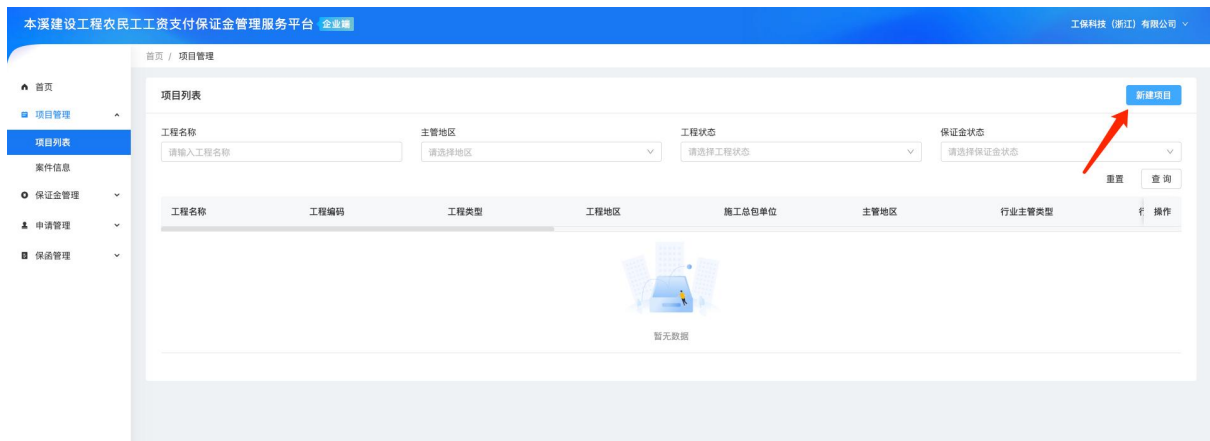 本溪建设工程农民工工资支付保证金管理服务平台 企业端 工保科技（浙江）有限公司
首页 / 项目管理
首页
项目管理
项目列表
案件信息
保证金管理
申请管理
保函管理
项目列表 新建项目
工程名称 主管地区 工程状态 保证金状态
请输入工程名称 请选择地区 请选择工程状态 请选择保证金状态
重置 查询
工程名称 工程编码 工程类型 工程地区 施工总包单位 主管地区 行业主管类型 行 操作
暂无数据